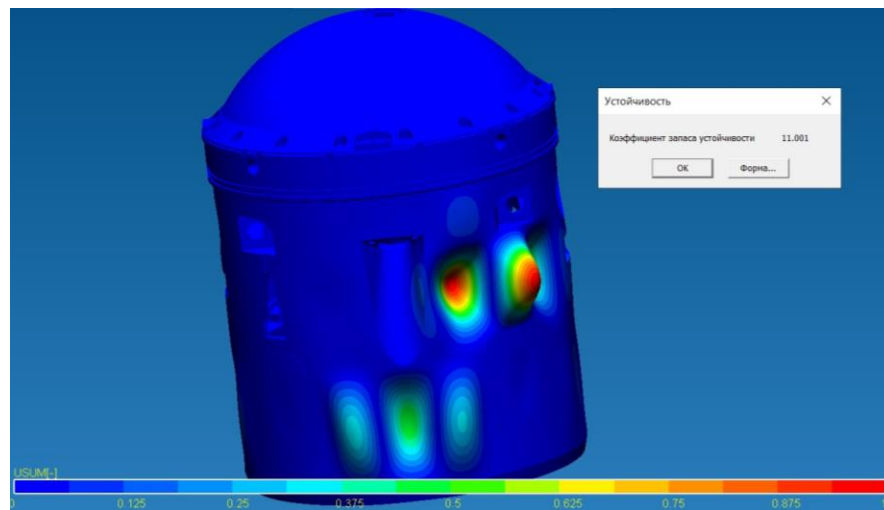 Устойчивость
Коэффициент запаса устойчивости 11.001
OK Форма...
USUM[-]
0 0.125 0.25 0.375 0.5 0.625 0.75 0.875